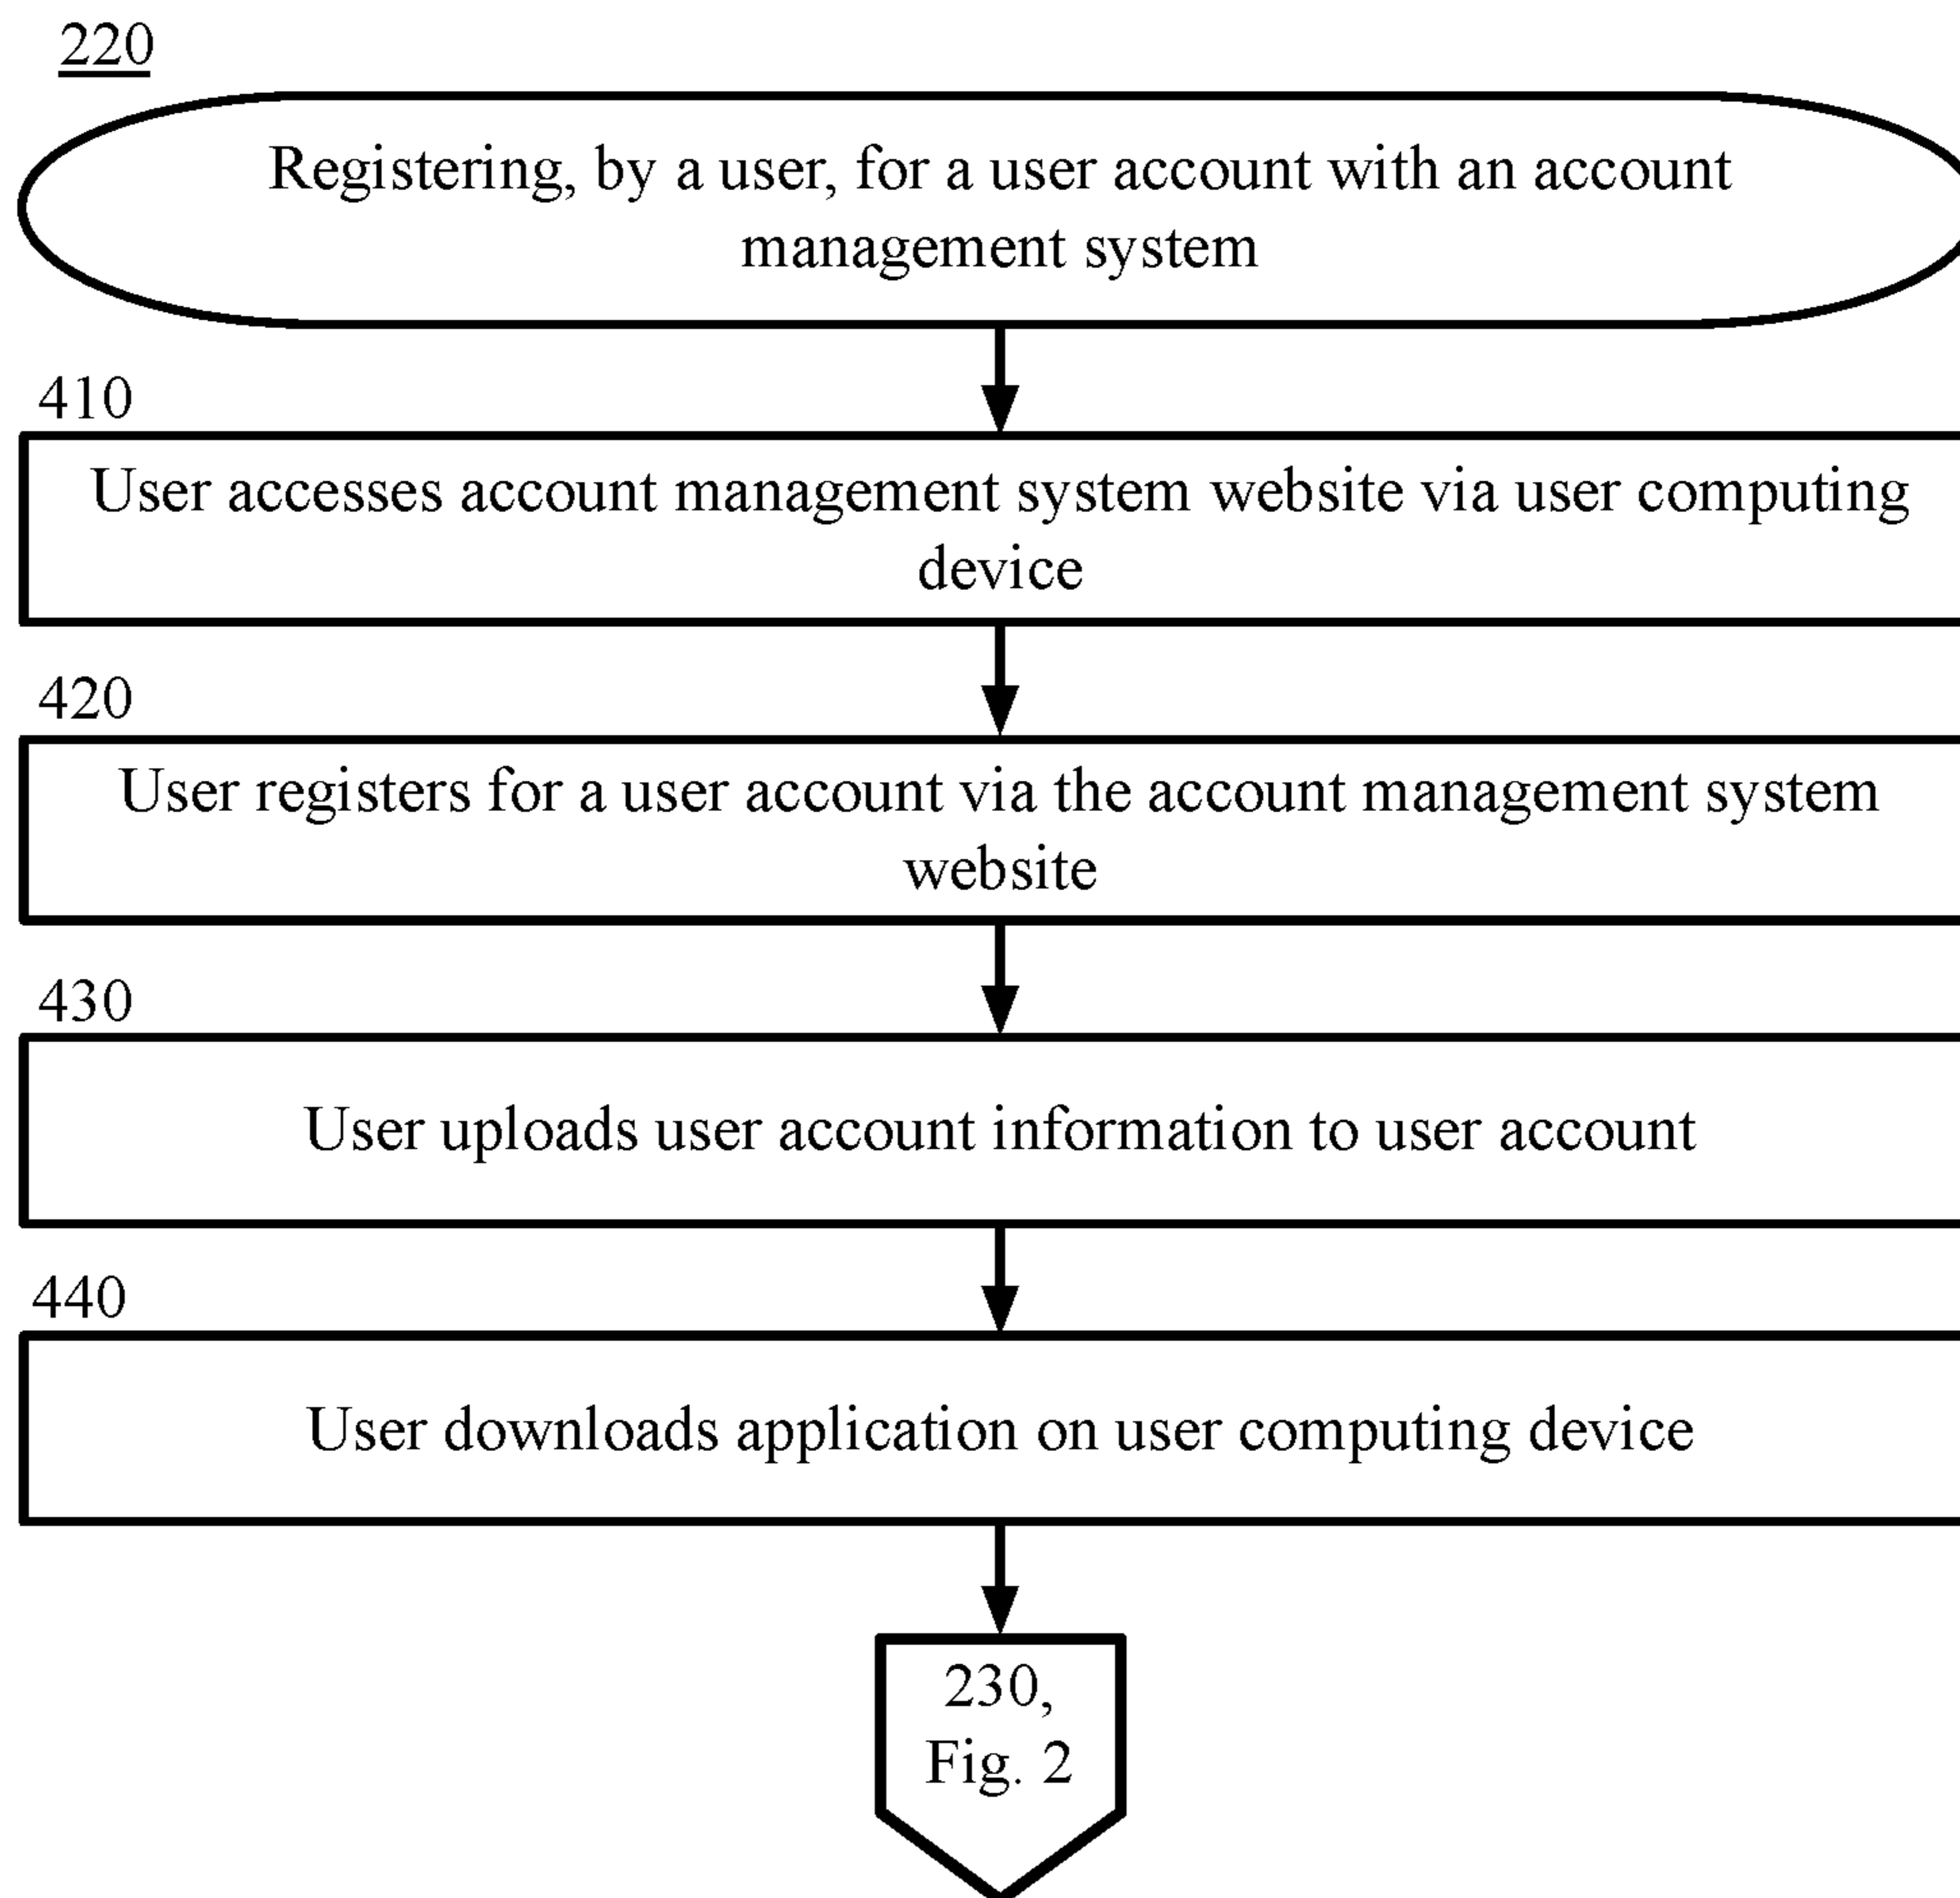 220
Registering, by a user, for a user account with an account
management system
410
User accesses account management system website via user computing
device
420
User registers for a user account via the account management system
website
430
User uploads user account information to user account
440
User downloads application on user computing device
230,
Fig. 2